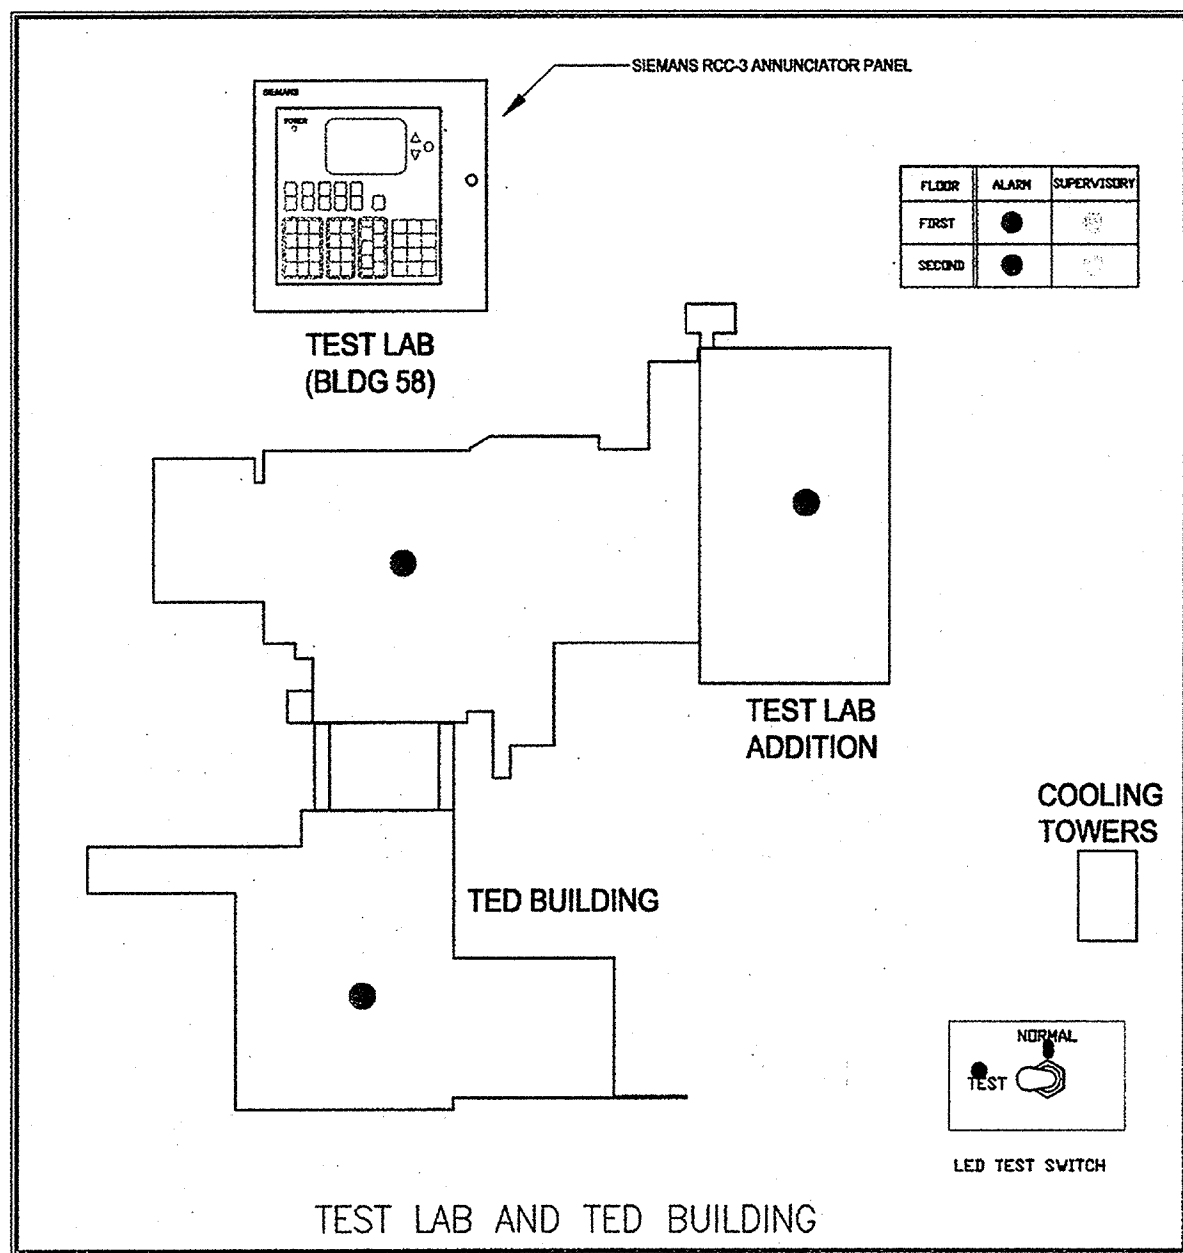 SIEMANS RCC-3 ANNUNCIATOR PANEL
SIEMANS
POWER
FLOOR ALARM SUPERVISORY
FIRST
SECOND
TEST LAB
(BLDG 58)
TEST LAB
ADDITION
COOLING
TOWERS
TED BUILDING
NORMAL
TEST
LED TEST SWITCH
TEST LAB AND TED BUILDING